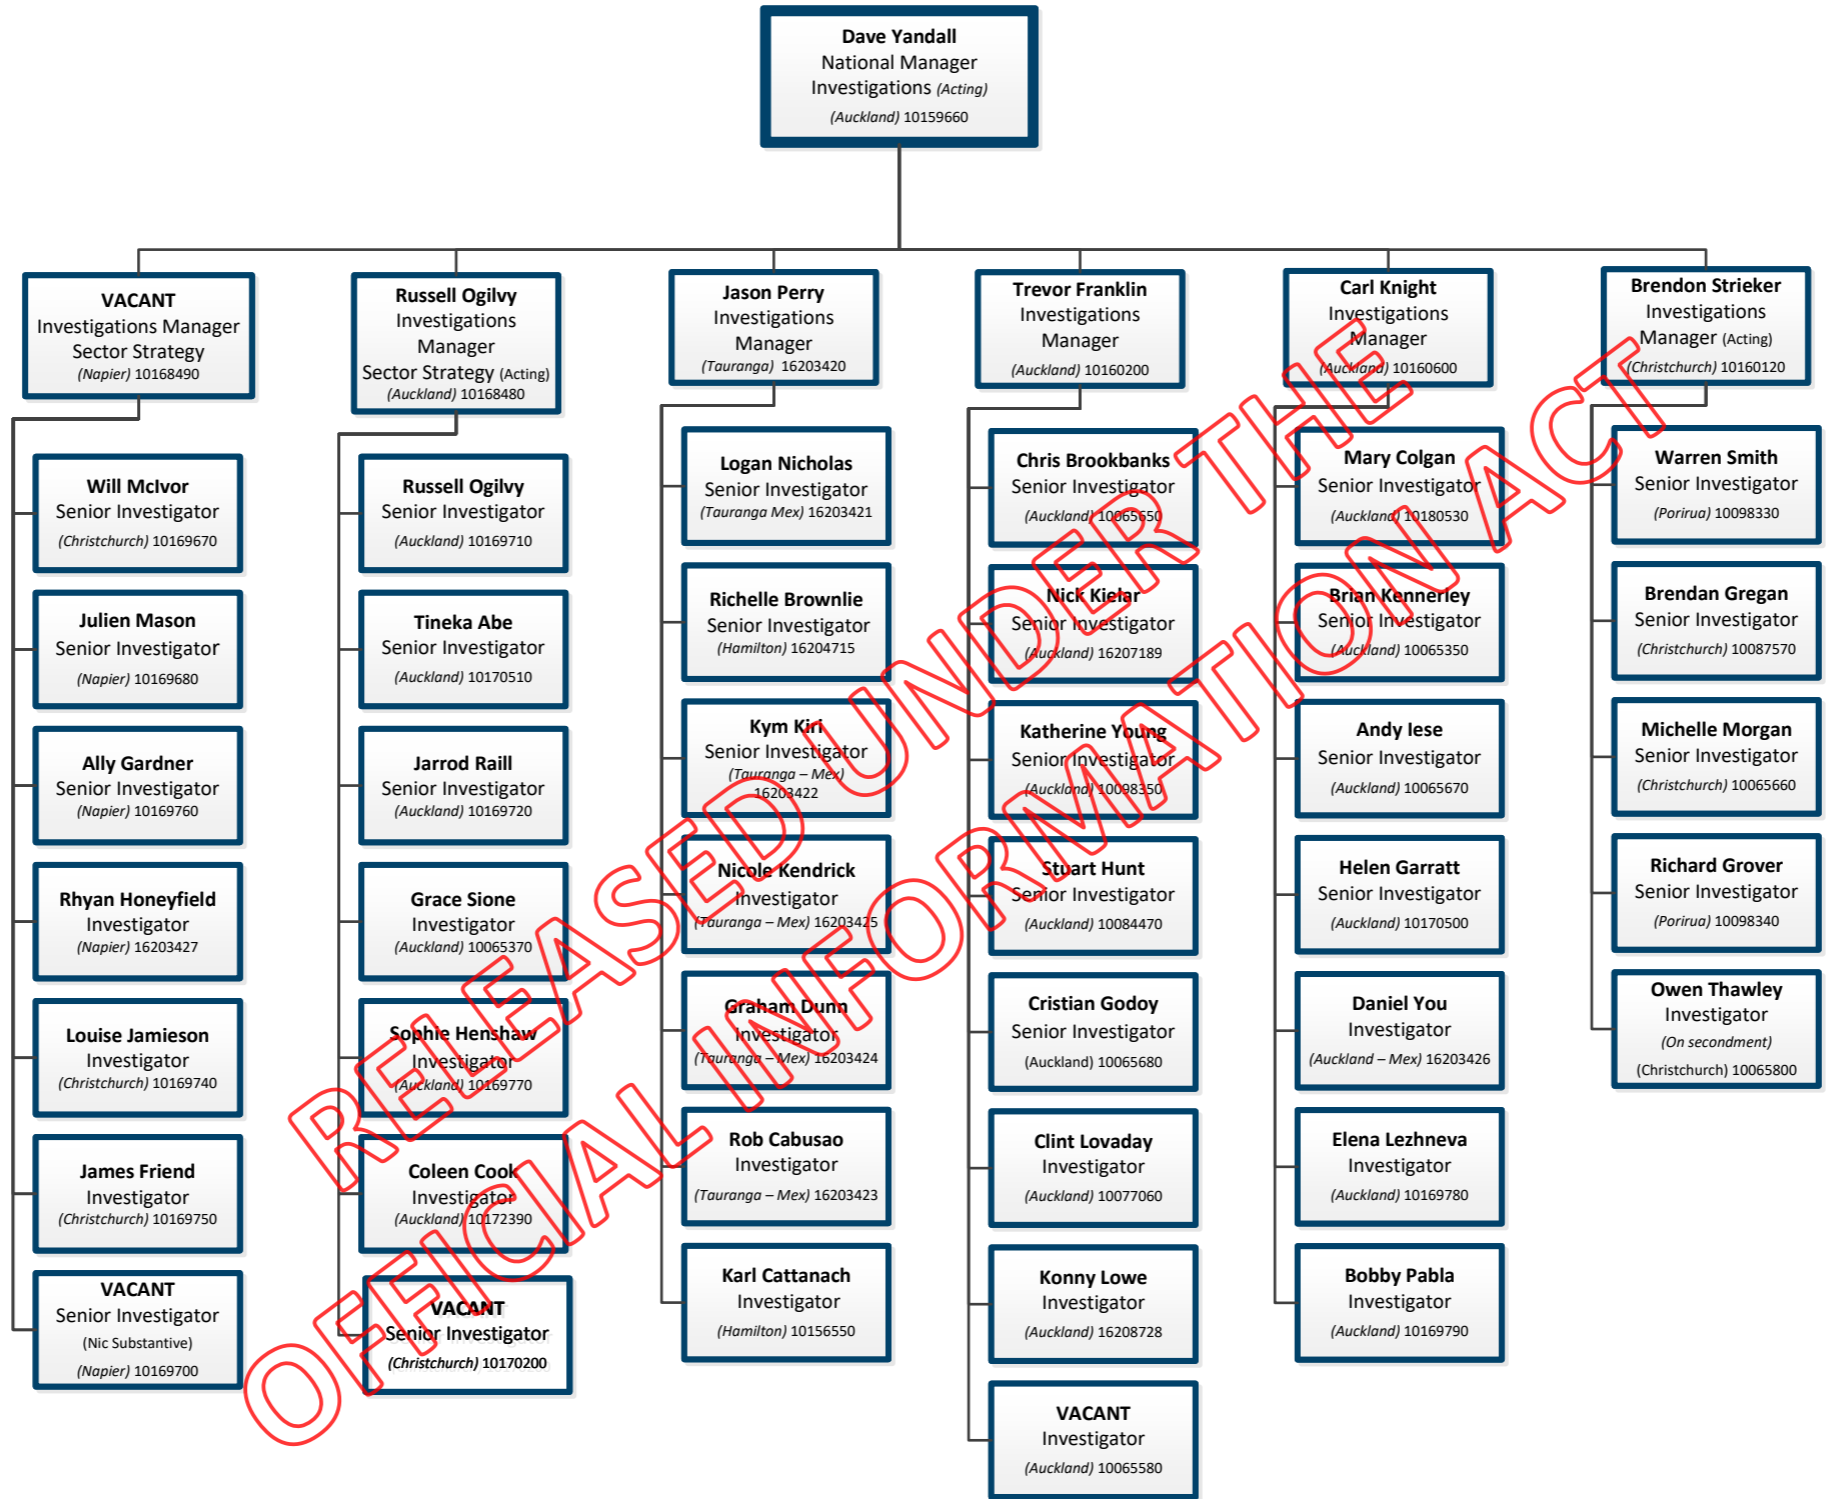 Dave Yandall
National Manager
Investigations (Acting)
(Auckland) 10159660
VACANT
Investigations Manager
Sector Strategy
(Napier) 10168490
Will McIvor
Senior Investigator
(Christchurch) 10169670
Julien Mason
Senior Investigator
(Napier) 10169680
Ally Gardner
Senior Investigator
(Napier) 10169760
Rhyan Honeyfield
Investigator
(Napier) 16203427
Louise Jamieson
Investigator
(Christchurch) 10169740
James Friend
Investigator
(Christchurch) 10169750
VACANT
Senior Investigator
(Nic Substantive)
(Napier) 10169700
Russell Ogilvy
Investigations
Manager
Sector Strategy (Acting)
(Auckland) 10168480
Russell Ogilvy
Senior Investigator
(Auckland) 10169710
Tineka Abe
Senior Investigator
(Auckland) 10170510
Jarrod Raill
Senior Investigator
(Auckland) 10169720
Grace Sione
Investigator
(Auckland) 10065370
Sophie Henshaw
Investigator
(Auckland) 10169770
Coleen Cook
Investigator
(Auckland) 10172390
VACANT
Senior Investigator
(Christchurch) 10170200
Jason Perry
Investigations
Manager
(Tauranga) 16203420
Logan Nicholas
Senior Investigator
(Tauranga Mex) 16203421
Richelle Brownlie
Senior Investigator
(Hamilton) 16204715
Kym Kiri
Senior Investigator
(Tauranga – Mex)
16203422
Nicole Kendrick
Investigator
(Tauranga – Mex) 16203425
Graham Dunn
Investigator
(Tauranga – Mex) 16203424
Rob Cabusao
Investigator
(Tauranga – Mex) 16203423
Karl Cattanach
Investigator
(Hamilton) 10156550
Trevor Franklin
Investigations
Manager
(Auckland) 10160200
Chris Brookbanks
Senior Investigator
(Auckland) 10065650
Nick Kielar
Senior Investigator
(Auckland) 16207189
Katherine Young
Senior Investigator
(Auckland) 10098350
Stuart Hunt
Senior Investigator
(Auckland) 10084470
Cristian Godoy
Senior Investigator
(Auckland) 10065680
Clint Lovaday
Investigator
(Auckland) 10077060
Konny Lowe
Investigator
(Auckland) 16208728
VACANT
Investigator
(Auckland) 10065580
Carl Knight
Investigations
Manager
(Auckland) 10160600
Mary Colgan
Senior Investigator
(Auckland) 10180530
Brian Kennerley
Senior Investigator
(Auckland) 10065350
Andy Iese
Senior Investigator
(Auckland) 10065670
Helen Garratt
Senior Investigator
(Auckland) 10170500
Daniel You
Investigator
(Auckland – Mex) 16203426
Elena Lezhneva
Investigator
(Auckland) 10169780
Bobby Pabla
Investigator
(Auckland) 10169790
Brendon Strieker
Investigations
Manager (Acting)
(Christchurch) 10160120
Warren Smith
Senior Investigator
(Porirua) 10098330
Brendan Gregan
Senior Investigator
(Christchurch) 10087570
Michelle Morgan
Senior Investigator
(Christchurch) 10065660
Richard Grover
Senior Investigator
(Porirua) 10098340
Owen Thawley
Investigator
(On secondment)
(Christchurch) 10065800
RELEASED UNDER THE
OFFICIAL INFORMATION ACT